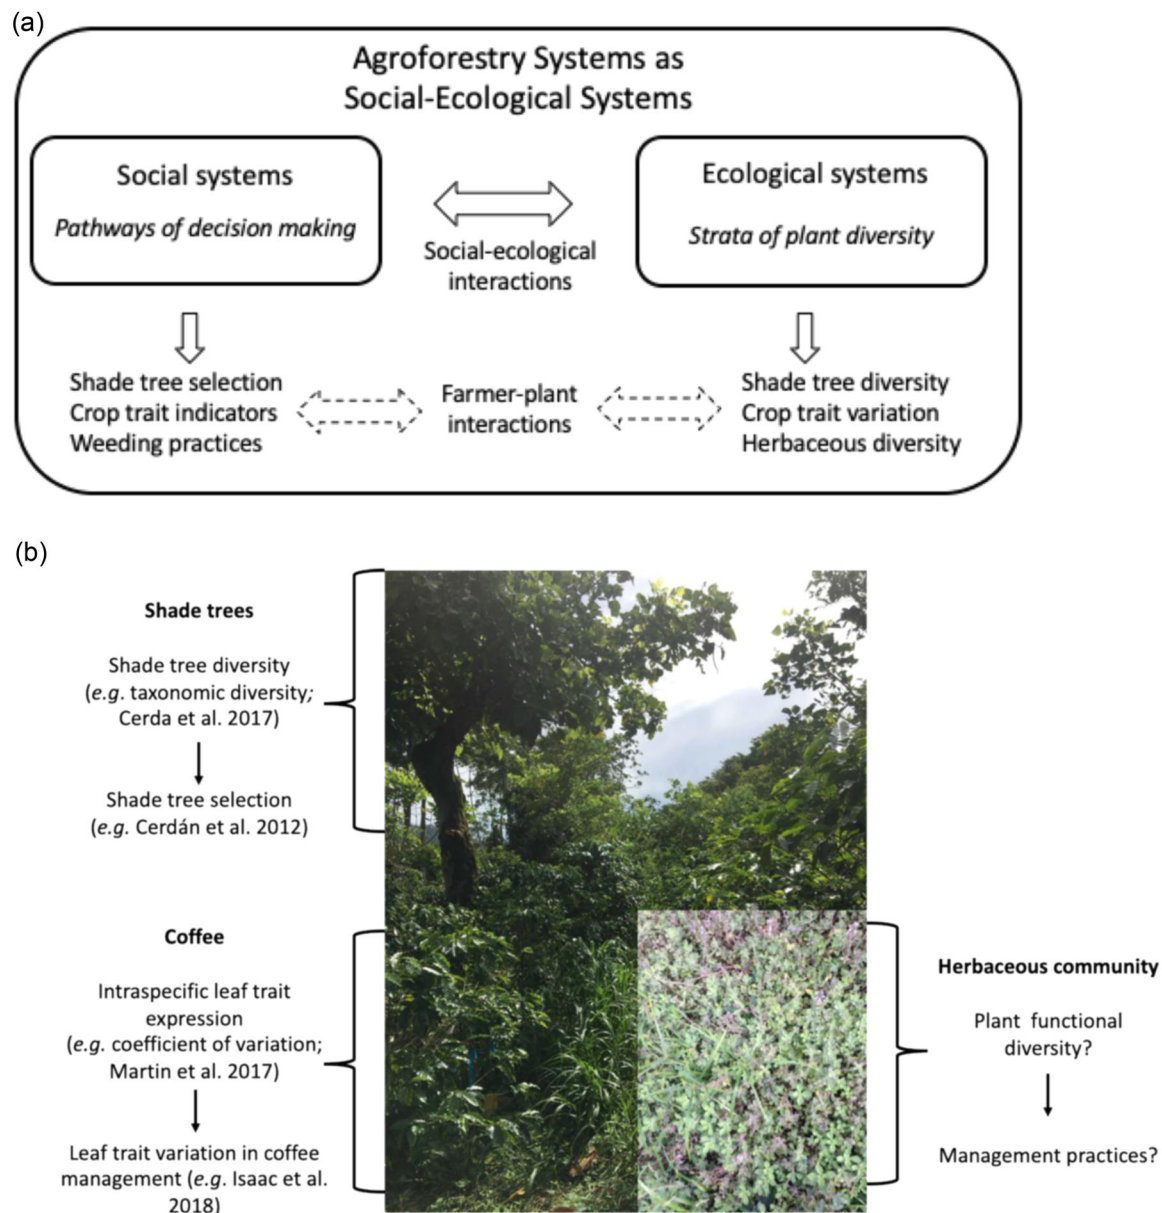 (a)
Agroforestry Systems as
Social-Ecological Systems
Social systems
Pathways of decision making
Social-ecological
interactions
Ecological systems
Strata of plant diversity
Shade tree selection
Crop trait indicators
Weeding practices
Farmer-plant
interactions
Shade tree diversity
Crop trait variation
Herbaceous diversity
(b)
Shade trees
Shade tree diversity
(e.g. taxonomic diversity;
Cerda et al. 2017)
Shade tree selection
(e.g. Cerdán et al. 2012)
Coffee
Intraspecific leaf trait
expression
(e.g. coefficient of variation;
Martin et al. 2017)
Leaf trait variation in coffee
management (e.g. Isaac et al.
2018)
Herbaceous community
Plant functional
diversity?
Management practices?